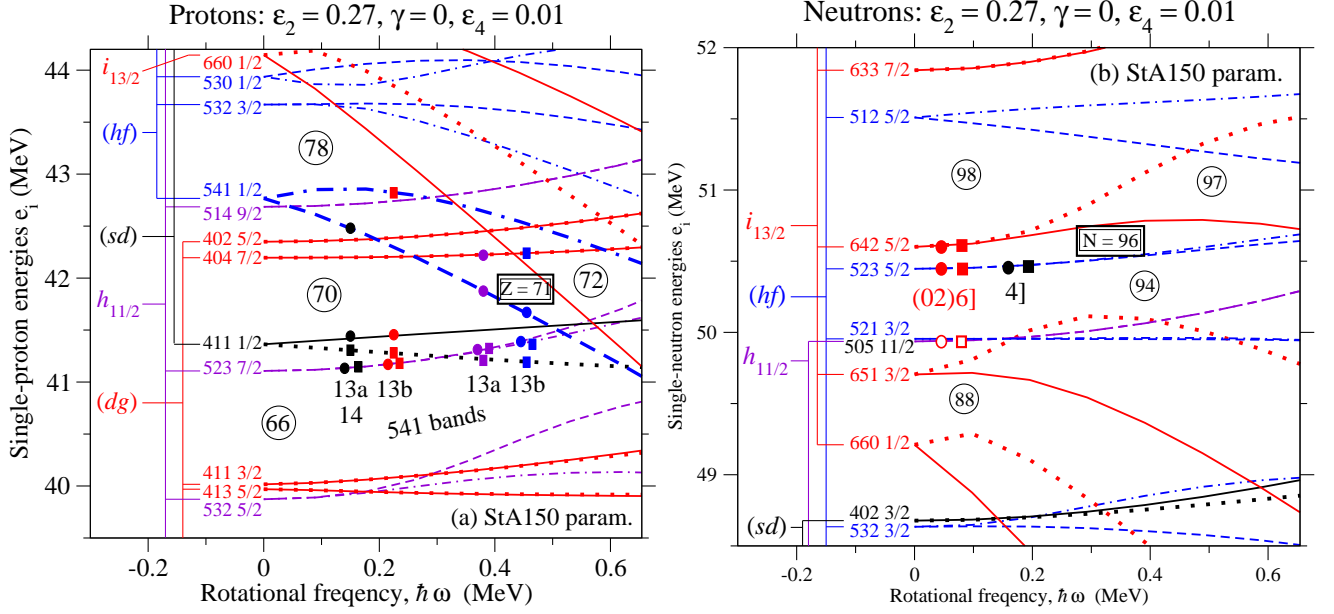 Protons: ε2 = 0.27, γ=0, ε4 = 0.01
44
43
42
41
40
Single-proton energies e_i (MeV)
i13/2
(hf)
(sd)
h11/2
(dg)
660 1/2
530 1/2
532 3/2
541 1/2
514 9/2
402 5/2
404 7/2
411 1/2
523 7/2
411 3/2
413 5/2
532 5/2
78
70
72
66
Z = 71
13a
13b
13a
13b
14
541 bands
(a) StA150 param.
-0.2
0
0.2
0.4
0.6
Rotational freqency, ħω (MeV)
Neutrons: ε2 = 0.27, γ=0, ε4 = 0.01
52
51
50
49
Single-neutron energies e_i (MeV)
i13/2
(hf)
h11/2
(sd)
633 7/2
512 5/2
642 5/2
523 5/2
521 3/2
505 11/2
651 3/2
660 1/2
402 3/2
532 3/2
(b) StA150 param.
98
97
N = 96
94
(02)6]
4]
88
-0.2
0
0.2
0.4
0.6
Rotational freqency, ħω (MeV)